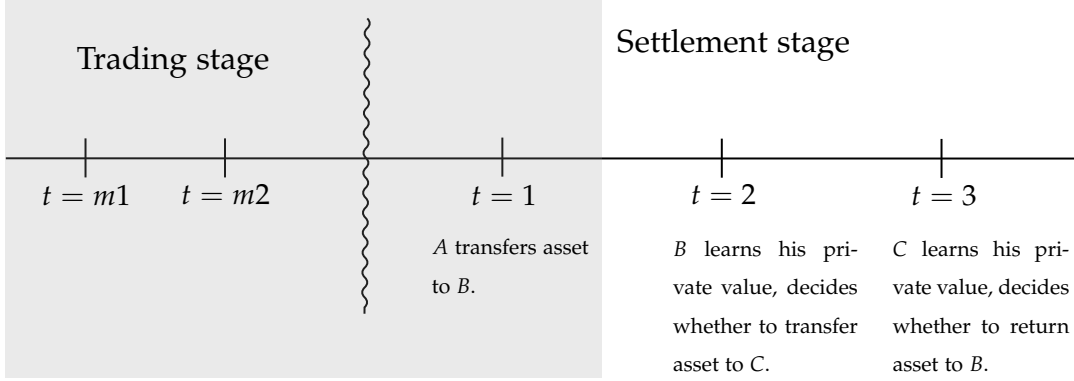 Trading stage
Settlement stage
t = m1
t = m2
t = 1
t = 2
t = 3
A transfers asset
to B.
B learns his pri-
vate value, decides
whether to transfer
asset to C.
C learns his pri-
vate value, decides
whether to return
asset to B.